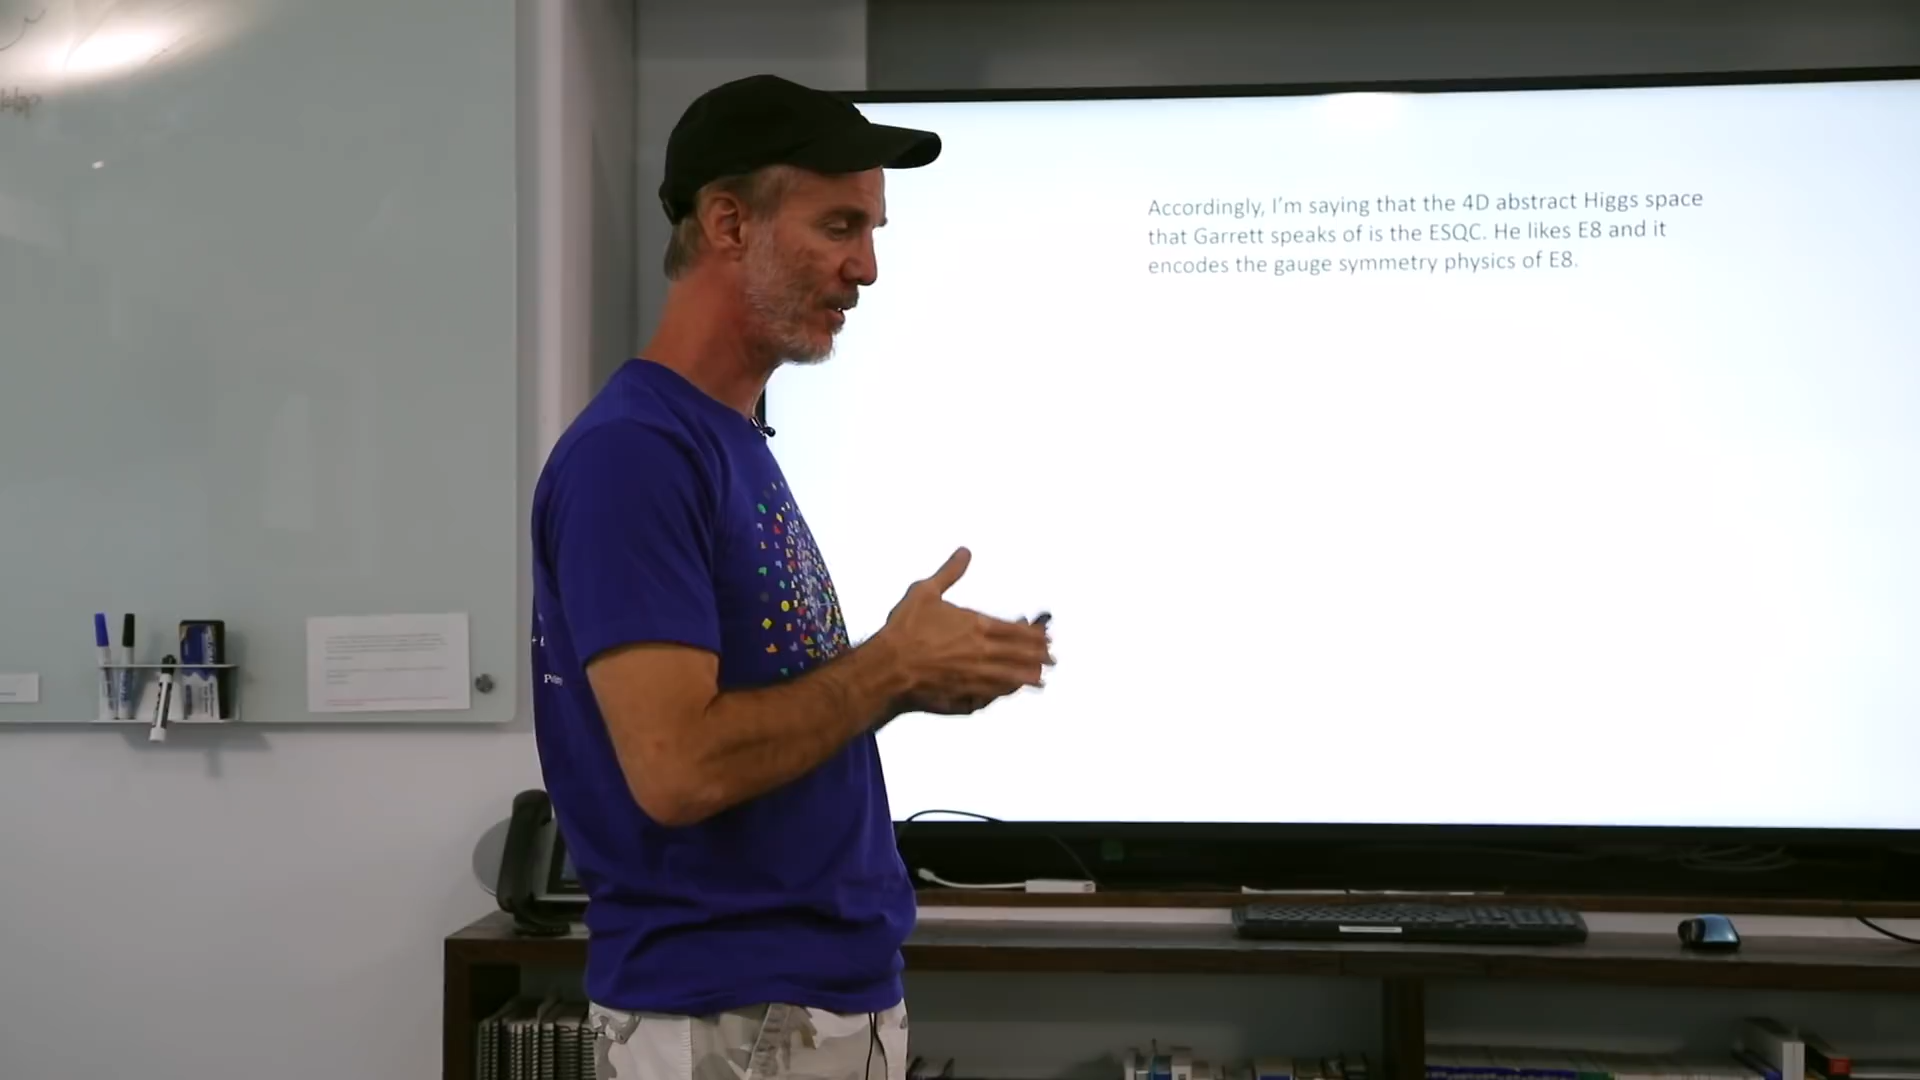 Accordingly, I'm saying that the 4D abstract Higgs space
that Garrett speaks of is the ESQC. He likes E8 and it
encodes the gauge symmetry physics of E8.